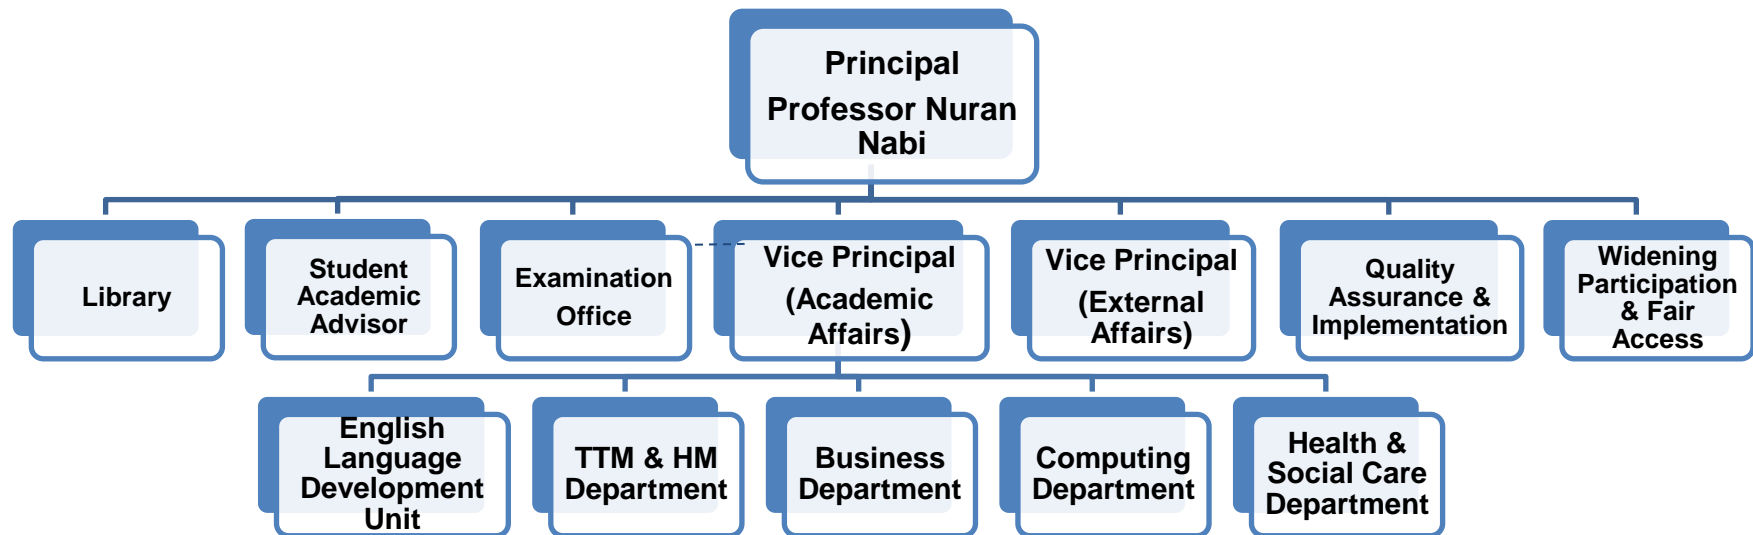 Principal
Professor Nuran
Nabi
Library
Student
Academic
Advisor
Examination
Office
Vice Principal
(Academic
Affairs)
Vice Principal
(External
Affairs)
Quality
Assurance &
Implementation
Widening
Participation
& Fair
Access
English
Language
Development
Unit
TTM & HM
Department
Business
Department
Computing
Department
Health &
Social Care
Department